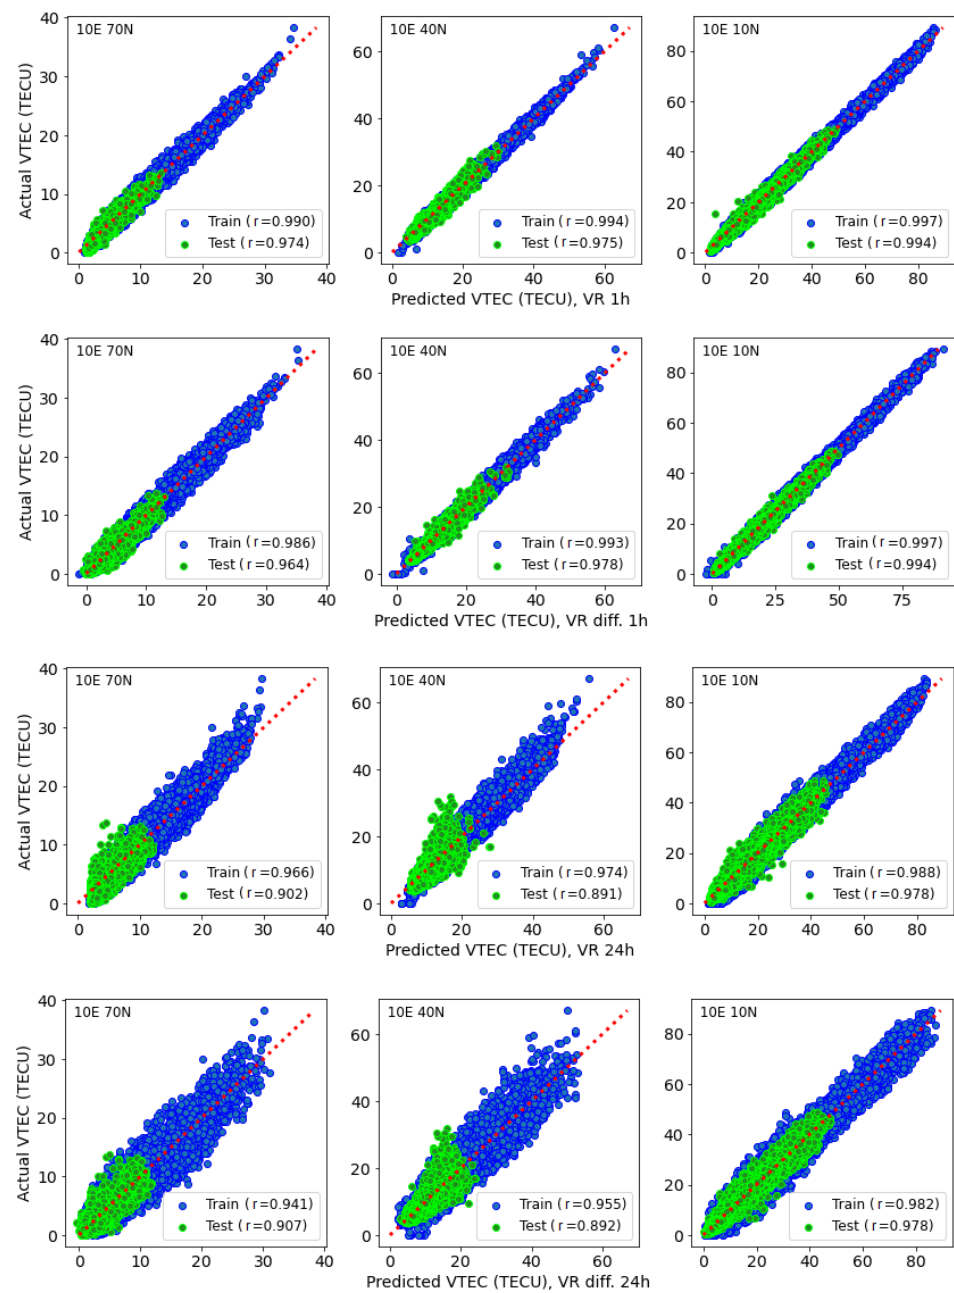 10E 70N
10E 40N
10E 10N
Actual VTEC (TECU)
40
30
20
10
0
60
40
20
0
80
60
40
20
0
Train (r=0.990)
Test (r=0.974)
Train (r=0.994)
Test (r=0.975)
Train (r=0.997)
Test (r=0.994)
0 10 20 30 40
0 20 40 60
0 20 40 60 80
Predicted VTEC (TECU), VR 1h
10E 70N
10E 40N
10E 10N
Actual VTEC (TECU)
40
30
20
10
0
60
40
20
0
80
60
40
20
0
Train (r=0.986)
Test (r=0.964)
Train (r=0.993)
Test (r=0.978)
Train (r=0.997)
Test (r=0.994)
0 10 20 30 40
0 20 40 60
0 25 50 75
Predicted VTEC (TECU), VR diff. 1h
10E 70N
10E 40N
10E 10N
Actual VTEC (TECU)
40
30
20
10
0
60
40
20
0
80
60
40
20
0
Train (r=0.966)
Test (r=0.902)
Train (r=0.974)
Test (r=0.891)
Train (r=0.988)
Test (r=0.978)
0 10 20 30 40
0 20 40 60
0 20 40 60 80
Predicted VTEC (TECU), VR 24h
10E 70N
10E 40N
10E 10N
Actual VTEC (TECU)
40
30
20
10
0
60
40
20
0
80
60
40
20
0
Train (r=0.941)
Test (r=0.907)
Train (r=0.955)
Test (r=0.892)
Train (r=0.982)
Test (r=0.978)
0 10 20 30 40
0 20 40 60
0 20 40 60 80
Predicted VTEC (TECU), VR diff. 24h